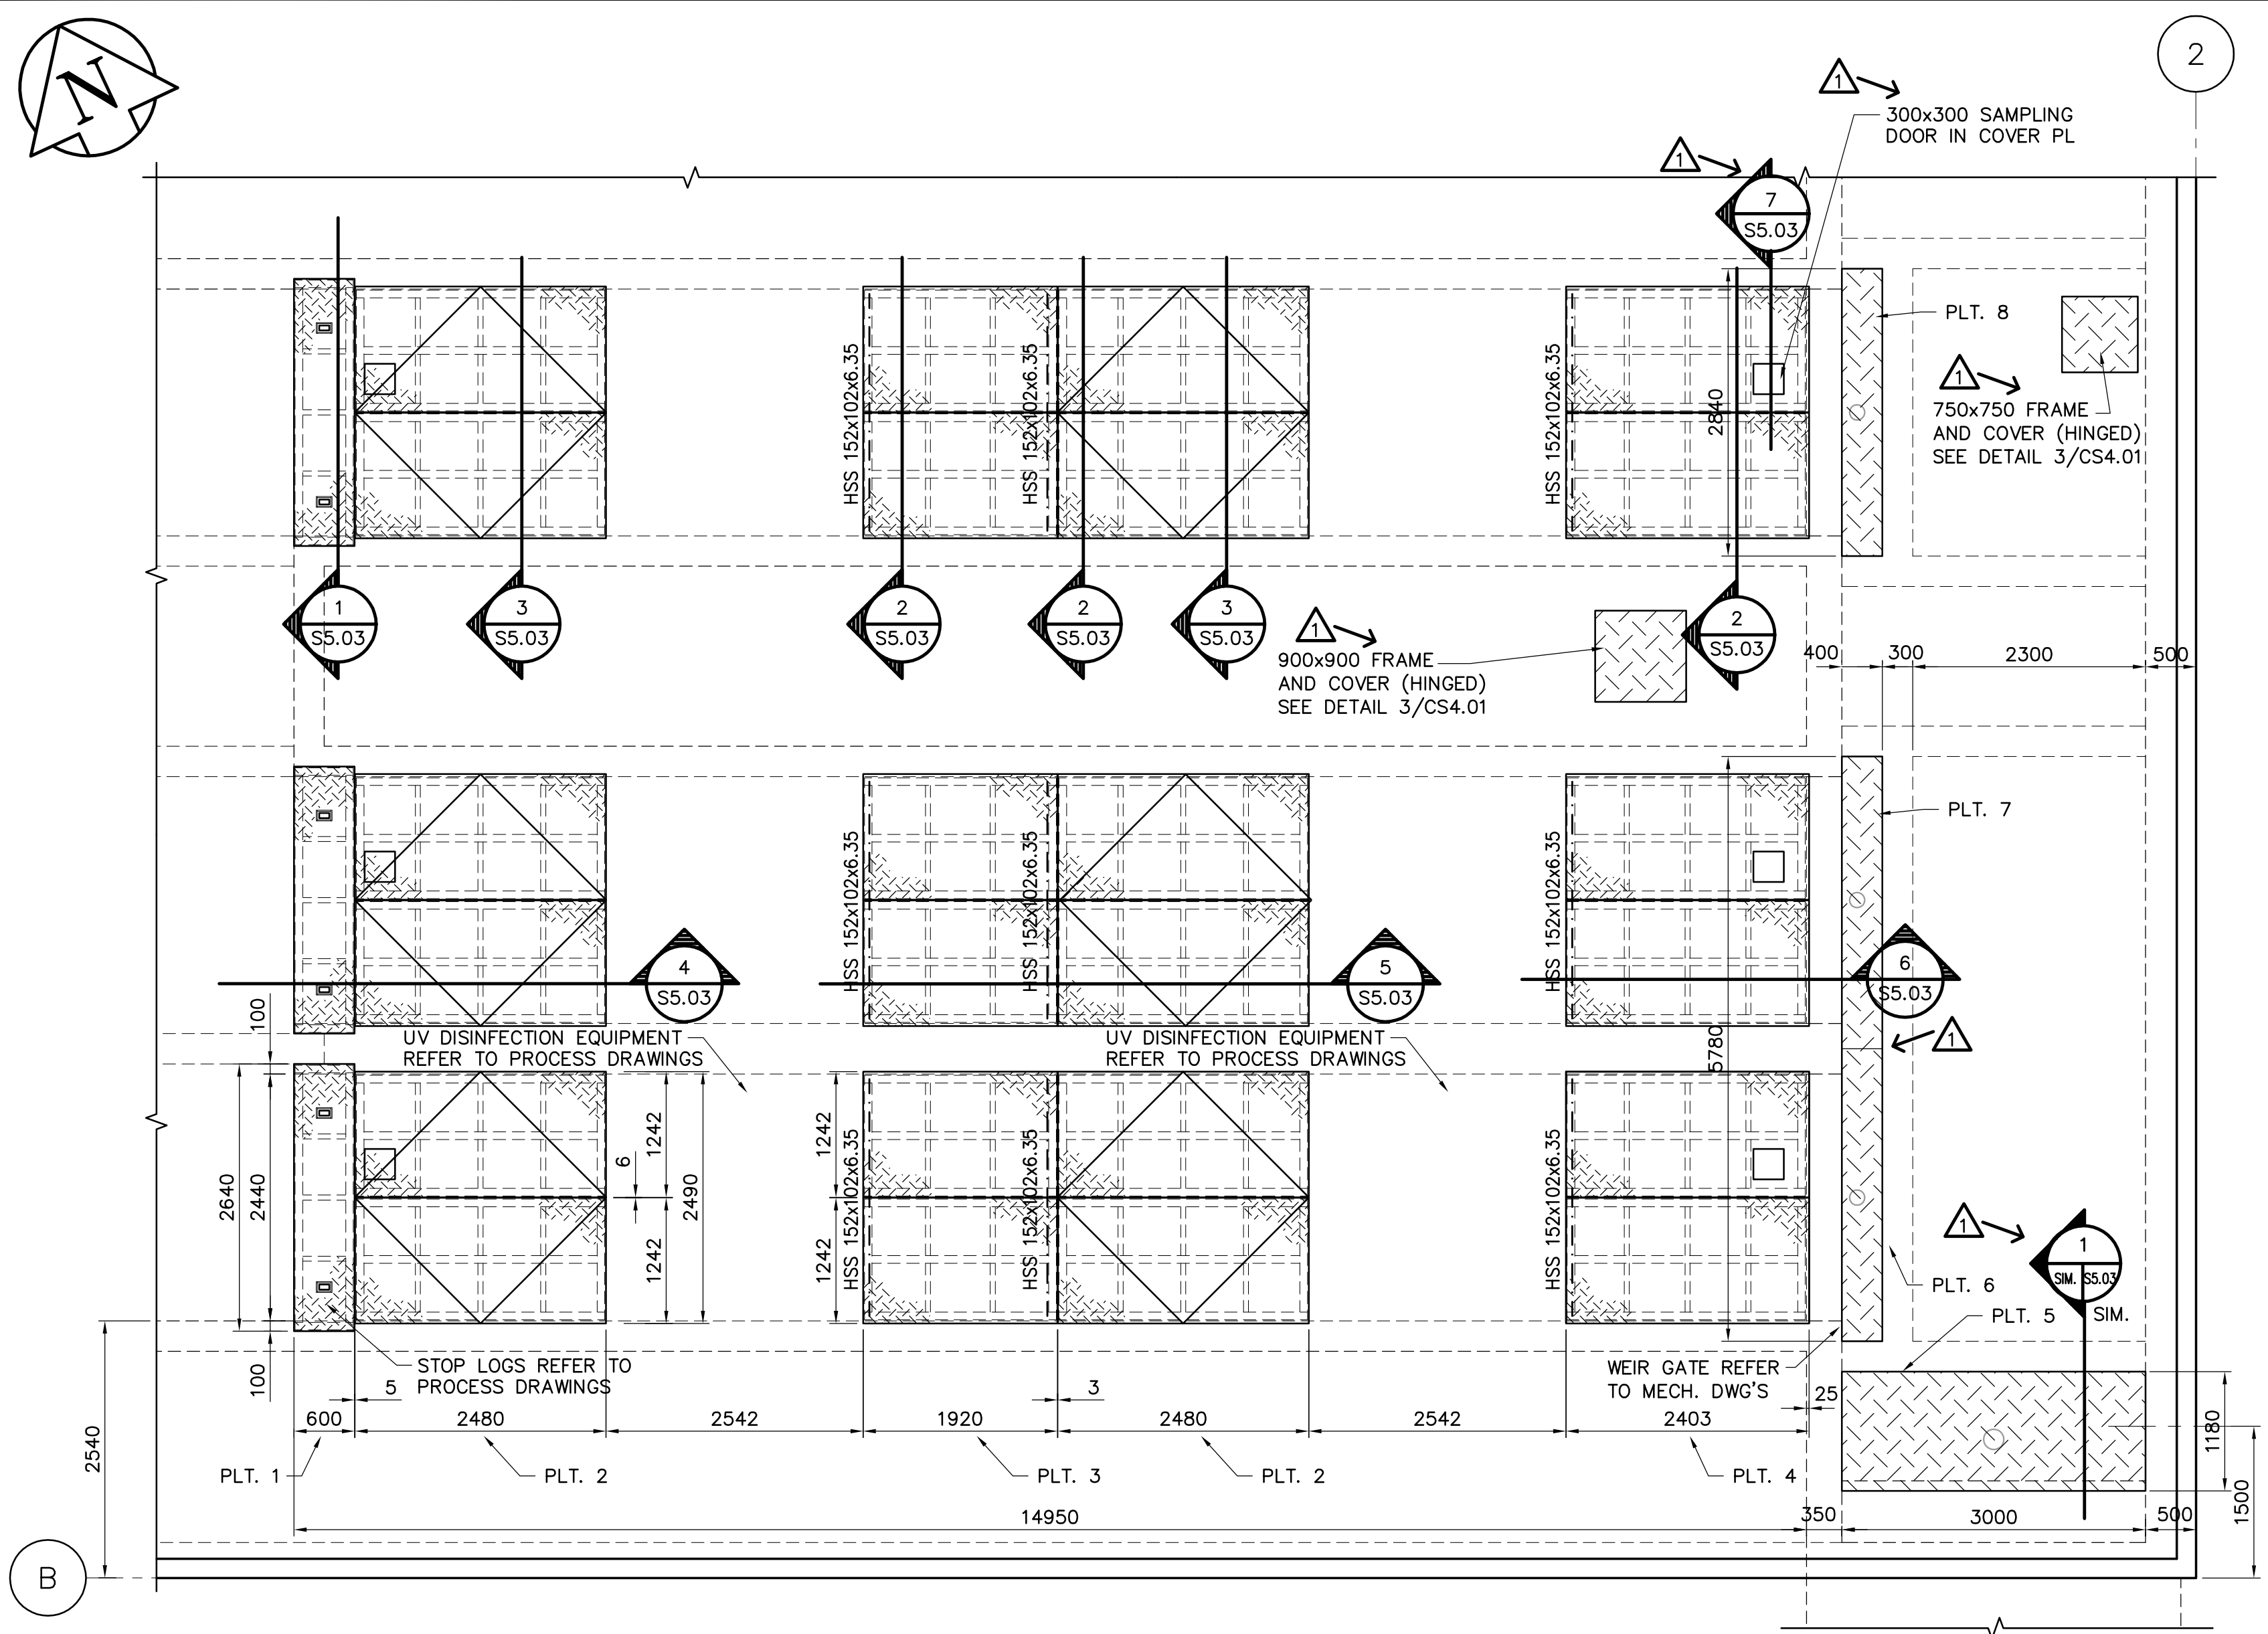 N
2
1
300x300 SAMPLING
DOOR IN COVER PL
1
7
S5.03
PLT. 8
1
750x750 FRAME
AND COVER (HINGED)
SEE DETAIL 3/CS4.01
HSS 152x102x6.35
HSS 152x102x6.35
HSS 152x102x6.35
2840
1
S5.03
3
S5.03
2
S5.03
2
S5.03
3
S5.03
2
S5.03
1
900x900 FRAME
AND COVER (HINGED)
SEE DETAIL 3/CS4.01
400
300
2300
500
PLT. 7
HSS 152x102x6.35
HSS 152x102x6.35
HSS 152x102x6.35
4
S5.03
5
S5.03
6
S5.03
1
100
UV DISINFECTION EQUIPMENT
REFER TO PROCESS DRAWINGS
UV DISINFECTION EQUIPMENT
REFER TO PROCESS DRAWINGS
5780
2640
2440
6
1242
1242
2490
1242
1242
HSS 152x102x6.35
HSS 152x102x6.35
HSS 152x102x6.35
1
1
SIM.
S5.03
SIM.
PLT. 6
PLT. 5
100
STOP LOGS REFER TO
PROCESS DRAWINGS
WEIR GATE REFER
TO MECH. DWG'S
5
3
25
600
2480
2542
1920
2480
2542
2403
2540
1180
1500
PLT. 1
PLT. 2
PLT. 3
PLT. 2
PLT. 4
14950
350
3000
500
B